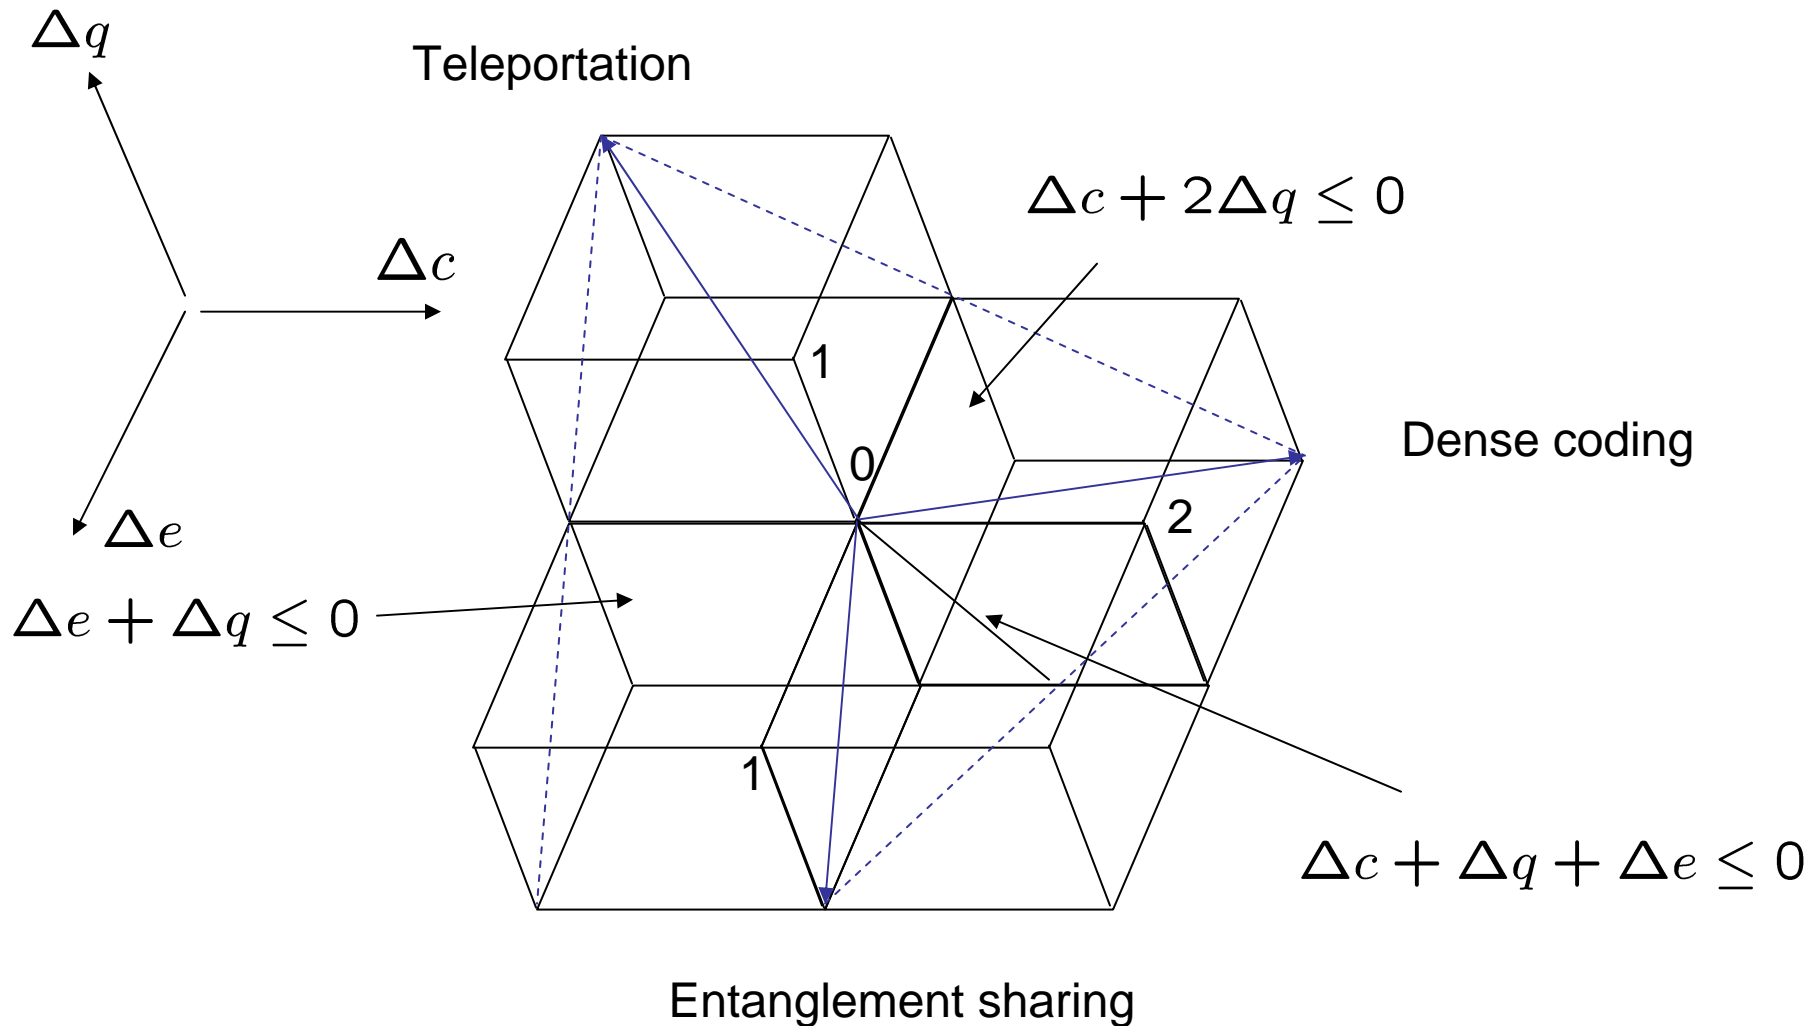 Δq
Teleportation
Δc + 2Δq ≤ 0
Δc
1
0
Dense coding
2
Δe
Δe + Δq ≤ 0
1
Δc + Δq + Δe ≤ 0
Entanglement sharing